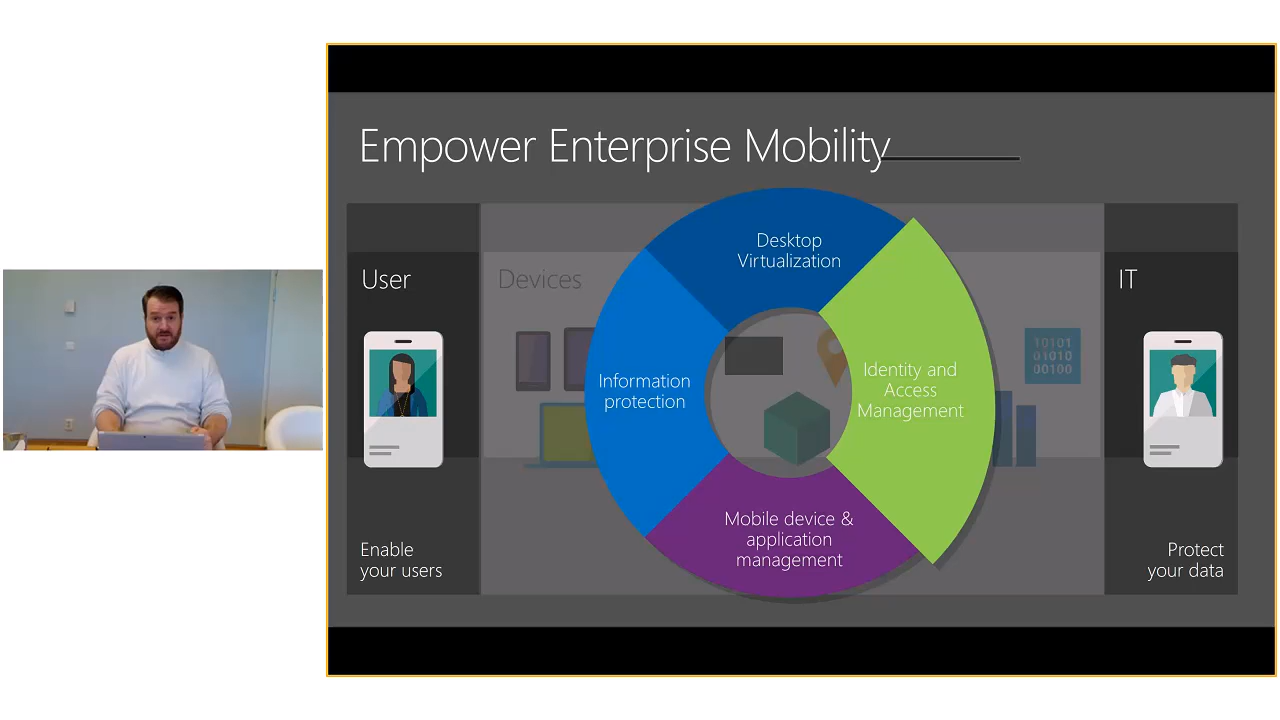 Empower Enterprise Mobility
User
Devices
IT
Desktop
Virtualization
Information
protection
Identity and
Access
Management
Mobile device &
application
management
10101
01010
00100
Enable
your users
Protect
your data